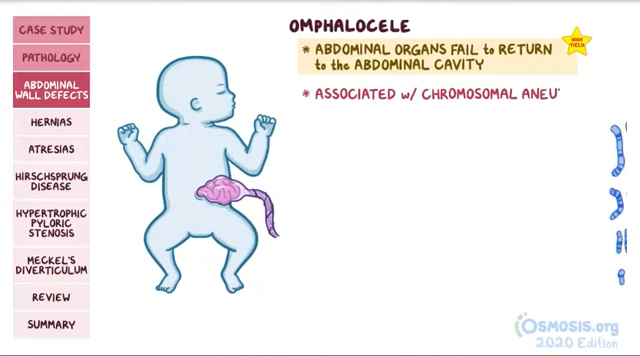 CASE STUDY
PATHOLOGY
ABDOMINAL
WALL DEFECTS
HERNIAS
ATRESIAS
HIRSCHSPRUNG
DISEASE
HYPERTROPHIC
PYLORIC
STENOSIS
MECKEL'S
DIVERTICULUM
REVIEW
SUMMARY
OMPHALOCELE
* ABDOMINAL ORGANS FAIL to RETURN
to the ABDOMINAL CAVITY
HIGH
YIELD
* ASSOCIATED w/ CHROMOSOMAL ANEU
OSMOSIS.org
2020 Edition